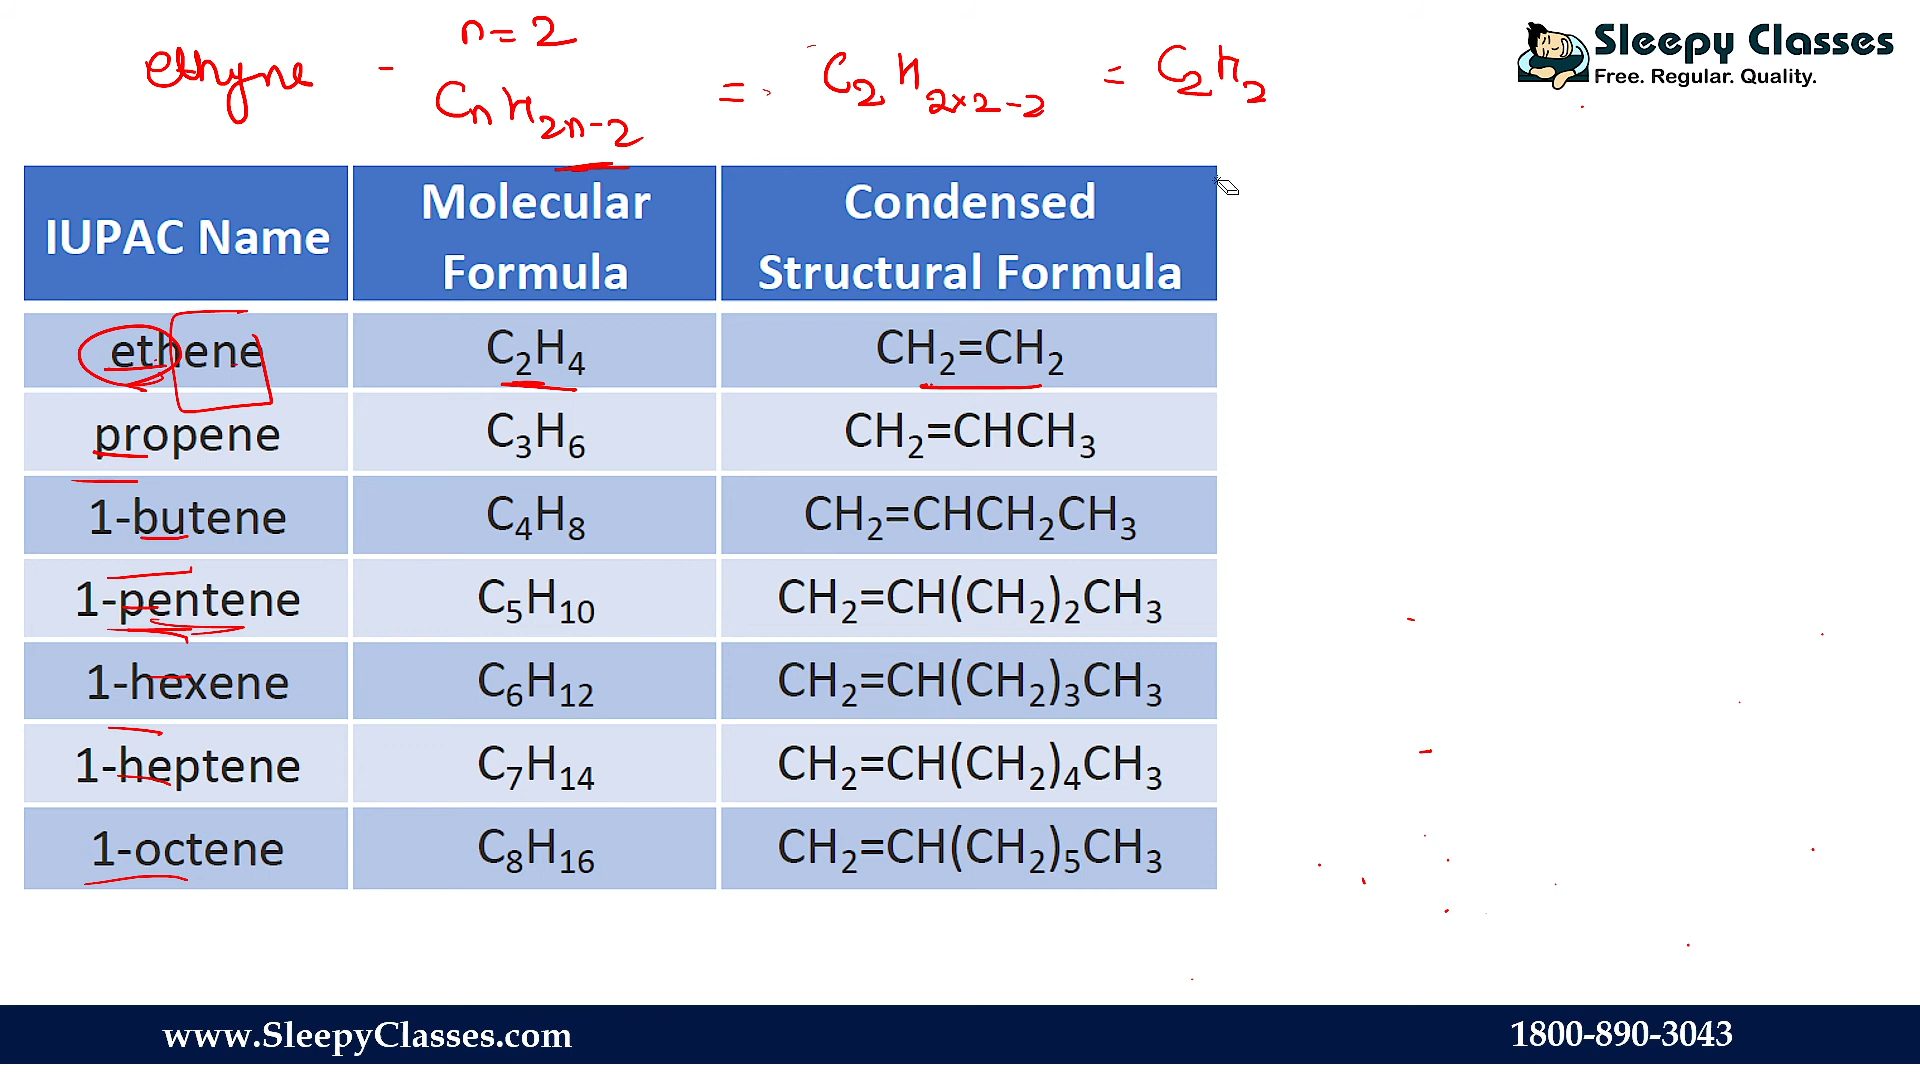 n = 2
ethyne - CnH2n-2 = C2H2×2-2 = C2H2
Sleepy Classes
Free. Regular. Quality.
IUPAC Name
Molecular Formula
Condensed Structural Formula
ethene C2H4 CH2=CH2
propene C3H6 CH2=CHCH3
1-butene C4H8 CH2=CHCH2CH3
1-pentene C5H10 CH2=CH(CH2)2CH3
1-hexene C6H12 CH2=CH(CH2)3CH3
1-heptene C7H14 CH2=CH(CH2)4CH3
1-octene C8H16 CH2=CH(CH2)5CH3
www.SleepyClasses.com 1800-890-3043